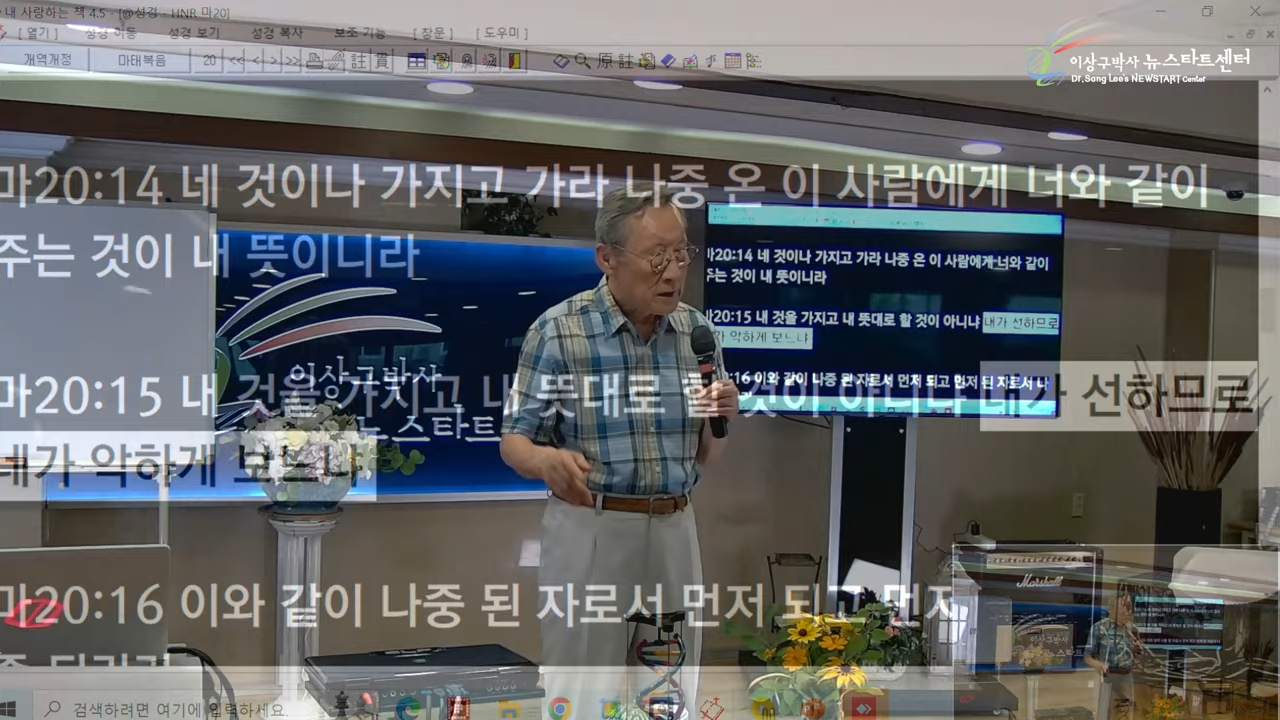 내 사랑하는 책 4.5 - [@성경 - HNR 마20]
[ 열기 ] 성경 이동 성경 보기 성경 복사 보조 기능 [ 창문 ] [ 도우미 ]
개역개정 마태복음 20 << < > >>
이상구박사 뉴스타트센터
Dr. Sang Lee's NEWSTART Center
마20:14 네 것이나 가지고 가라 나중 온 이 사람에게 너와 같이
주는 것이 내 뜻이니라
마20:15 내 것을 가지고 내 뜻대로 할 것이 아니냐 내가 선하므로
네가 악하게 보느냐
마20:16 이와 같이 나중 된 자로서 먼저 되고 먼저
마20:14 네 것이나 가지고 가라 나중 온 이 사람에게 너와 같이
주는 것이 내 뜻이니라
마20:15 내 것을 가지고 내 뜻대로 할 것이 아니냐 내가 선하므로
네가 악하게 보느냐
마20:16 이와 같이 나중 된 자로서 먼저 되고 먼저 된 자로서 나
이상구박사
뉴스타트
Marshall
검색하려면 여기에 입력하세요.